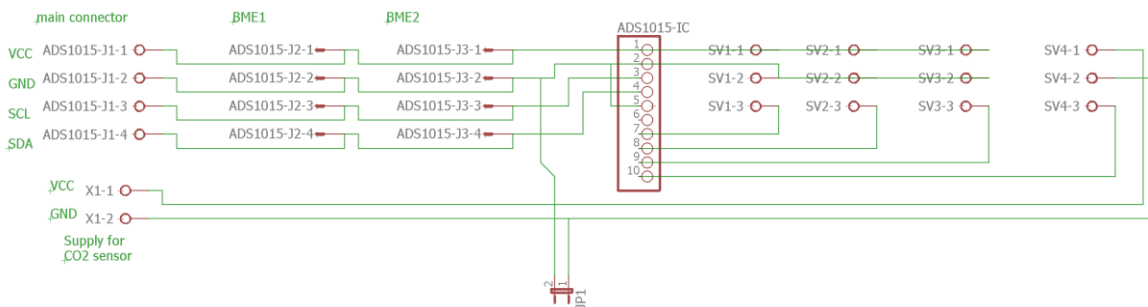 main connector BME1 BME2 ADS1015-IC
VCC ADS1015-J1-1 ADS1015-J2-1 ADS1015-J3-1 1 SV1-1 SV2-1 SV3-1 SV4-1
2
GND ADS1015-J1-2 ADS1015-J2-2 ADS1015-J3-2 3 SV1-2 SV2-2 SV3-2 SV4-2
4
SCL ADS1015-J1-3 ADS1015-J2-3 ADS1015-J3-3 5 SV1-3 SV2-3 SV3-3 SV4-3
6
SDA ADS1015-J1-4 ADS1015-J2-4 ADS1015-J3-4 7
8
9
10
VCC X1-1
GND X1-2
Supply for
CO2 sensor
2 1 JP1